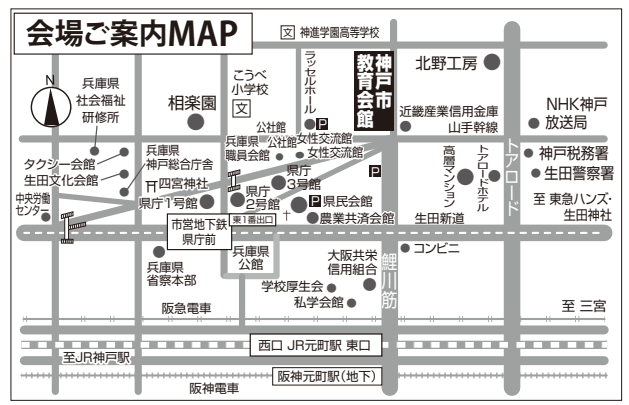 会場ご案内MAP
文 神進学園高等学校
N
兵庫県
社会福祉
研修所
相楽園
こうべ
小学校
文
ラッセルホール
P
神戸市
教育会館
北野工房
近畿産業信用金庫
山手幹線
NHK神戸
放送局
トアロード
神戸税務署
生田警察署
至 東急ハンズ・
生田神社
高層マンション
トアロードホテル
タクシー会館
生田文化会館
中央労働
センター
兵庫県
神戸総合庁舎
四宮神社
県庁1号館
兵庫県
職員会館
公社館
公社館
女性交流館
女性交流館
県庁
3号館
県庁
2号館
P
P 県民会館
農業共済会館
生田新道
市営地下鉄
県庁前
東1番出口
兵庫県
公館
兵庫県
省察本部
大阪共栄
信用組合
コンビニ
学校厚生会
私学会館
鯉川筋
阪急電車
至 三宮
西口 JR元町駅 東口
至JR神戸駅
阪神元町駅(地下)
阪神電車